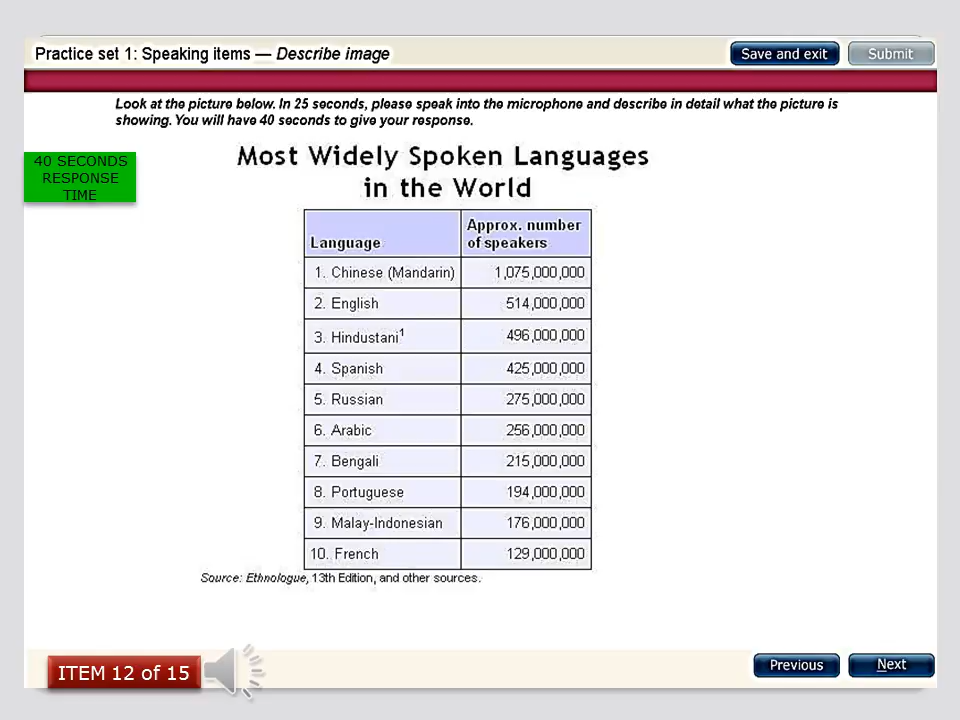 Practice set 1: Speaking items — Describe image
Save and exit
Submit
Look at the picture below. In 25 seconds, please speak into the microphone and describe in detail what the picture is
showing. You will have 40 seconds to give your response.
40 SECONDS
RESPONSE
TIME
Most Widely Spoken Languages
in the World
Language
Approx. number
of speakers
1. Chinese (Mandarin) 1,075,000,000
2. English 514,000,000
3. Hindustani¹ 496,000,000
4. Spanish 425,000,000
5. Russian 275,000,000
6. Arabic 256,000,000
7. Bengali 215,000,000
8. Portuguese 194,000,000
9. Malay-Indonesian 176,000,000
10. French 129,000,000
Source: Ethnologue, 13th Edition, and other sources.
ITEM 12 of 15
Previous
Next